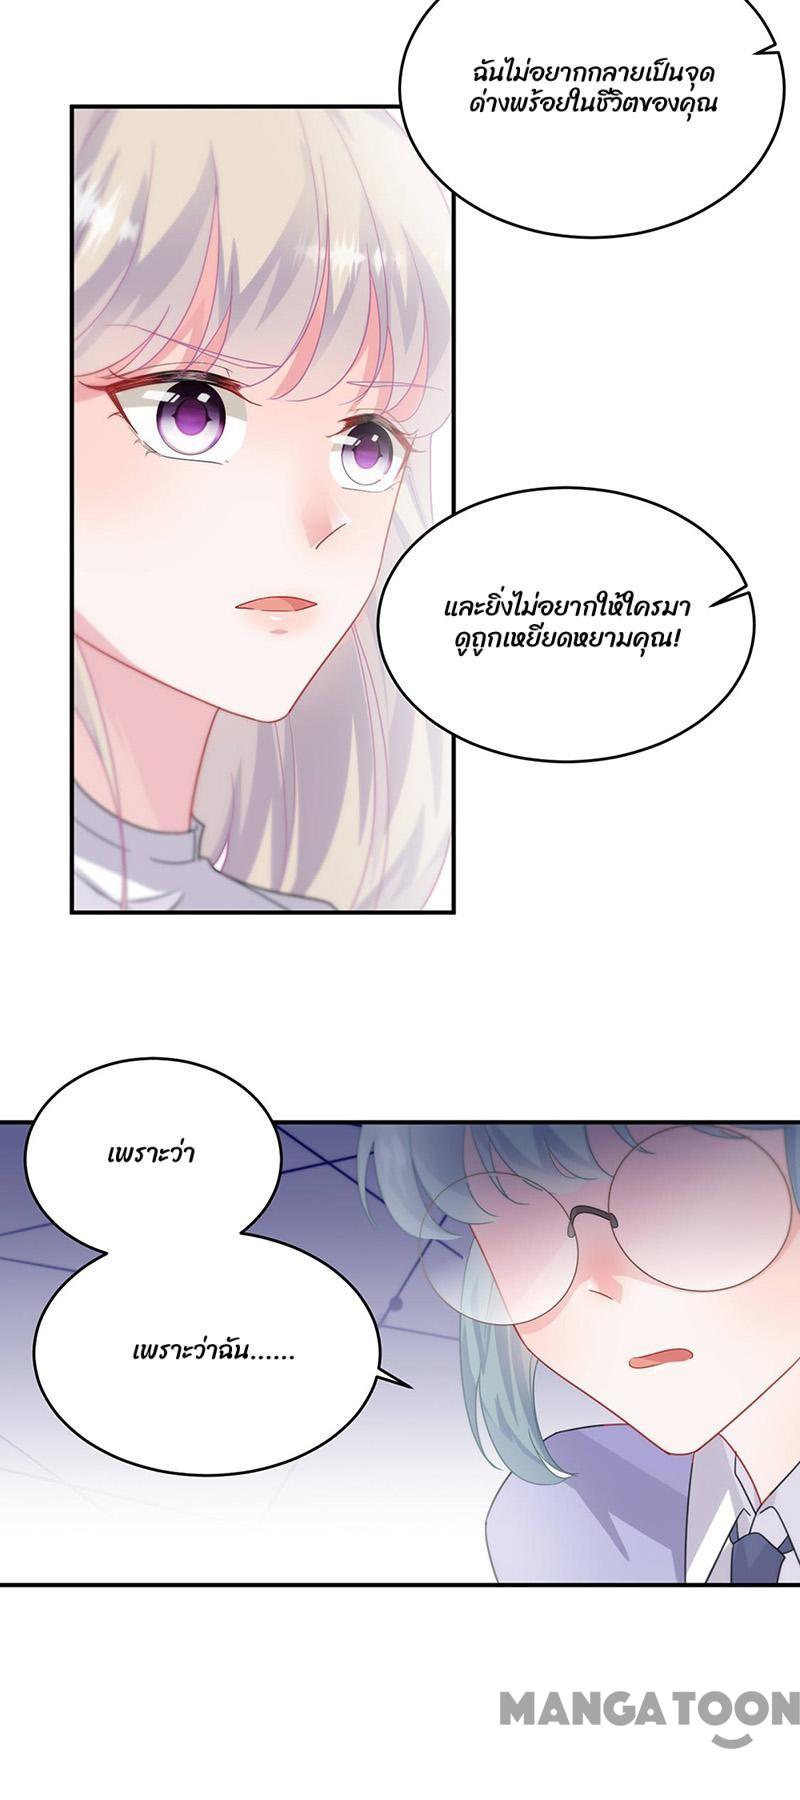 ฉันไม่อยากกลายเป็นจุด
ด่างพร้อยในชีวิตของคุณ
และยิ่งไม่อยากให้ใครมา
ดูถูกเหยียดหยามคุณ!
เพราะว่า
เพราะว่าฉัน......
MANGATOON